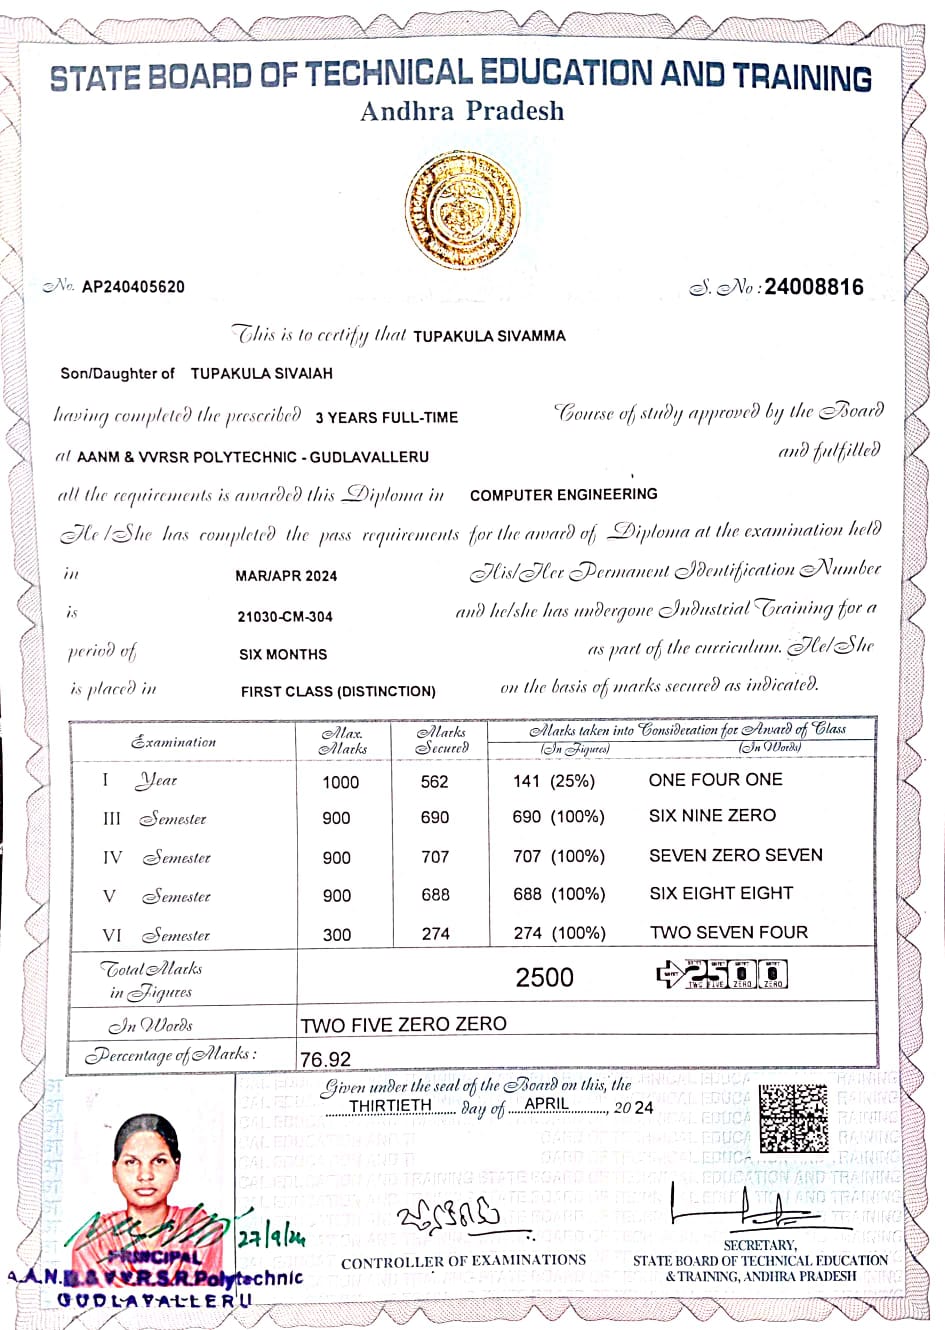 STATE BOARD OF TECHNICAL EDUCATION AND TRAINING
Andhra Pradesh
No. AP240405620 S. No : 24008816
This is to certify that TUPAKULA SIVAMMA
Son/Daughter of TUPAKULA SIVAIAH
having completed the prescribed 3 YEARS FULL-TIME Course of study approved by the Board
at AANM & VVRSR POLYTECHNIC - GUDLAVALLERU and fulfilled
all the requirements is awarded this Diploma in COMPUTER ENGINEERING
He/She has completed the pass requirements for the award of Diploma at the examination held
in MAR/APR 2024 His/Her Permanent Identification Number
is 21030-CM-304 and he/she has undergone Industrial Training for a
period of SIX MONTHS as part of the curriculum. He/She
is placed in FIRST CLASS (DISTINCTION) on the basis of marks secured as indicated.
Examination Max. Marks Marks Secured Marks taken into Consideration for Award of Class
(In Figures) (In Words)
I Year 1000 562 141 (25%) ONE FOUR ONE
III Semester 900 690 690 (100%) SIX NINE ZERO
IV Semester 900 707 707 (100%) SEVEN ZERO SEVEN
V Semester 900 688 688 (100%) SIX EIGHT EIGHT
VI Semester 300 274 274 (100%) TWO SEVEN FOUR
Total Marks in Figures 2500 2500
TWO FIVE ZERO ZERO
In Words TWO FIVE ZERO ZERO
Percentage of Marks : 76.92
Given under the seal of the Board on this, the
THIRTIETH day of APRIL, 2024
27/9/24
PRINCIPAL
A.A.N.M & V.V.R.S.R.Polytechnic
GUDLAVALLERU
CONTROLLER OF EXAMINATIONS
SECRETARY,
STATE BOARD OF TECHNICAL EDUCATION
& TRAINING, ANDHRA PRADESH